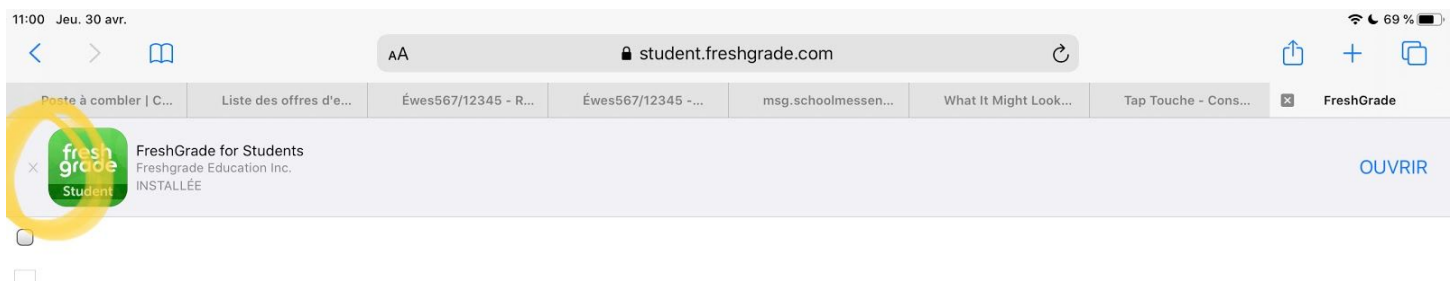 11:00 Jeu. 30 avr. 69 %
AA student.freshgrade.com
Poste à combler | C... Liste des offres d'e... Éwes567/12345 - R... Éwes567/12345 -... msg.schoolmessen... What It Might Look... Tap Touche - Cons... FreshGrade
fresh grade Student
FreshGrade for Students
Freshgrade Education Inc.
INSTALLÉE
OUVRIR